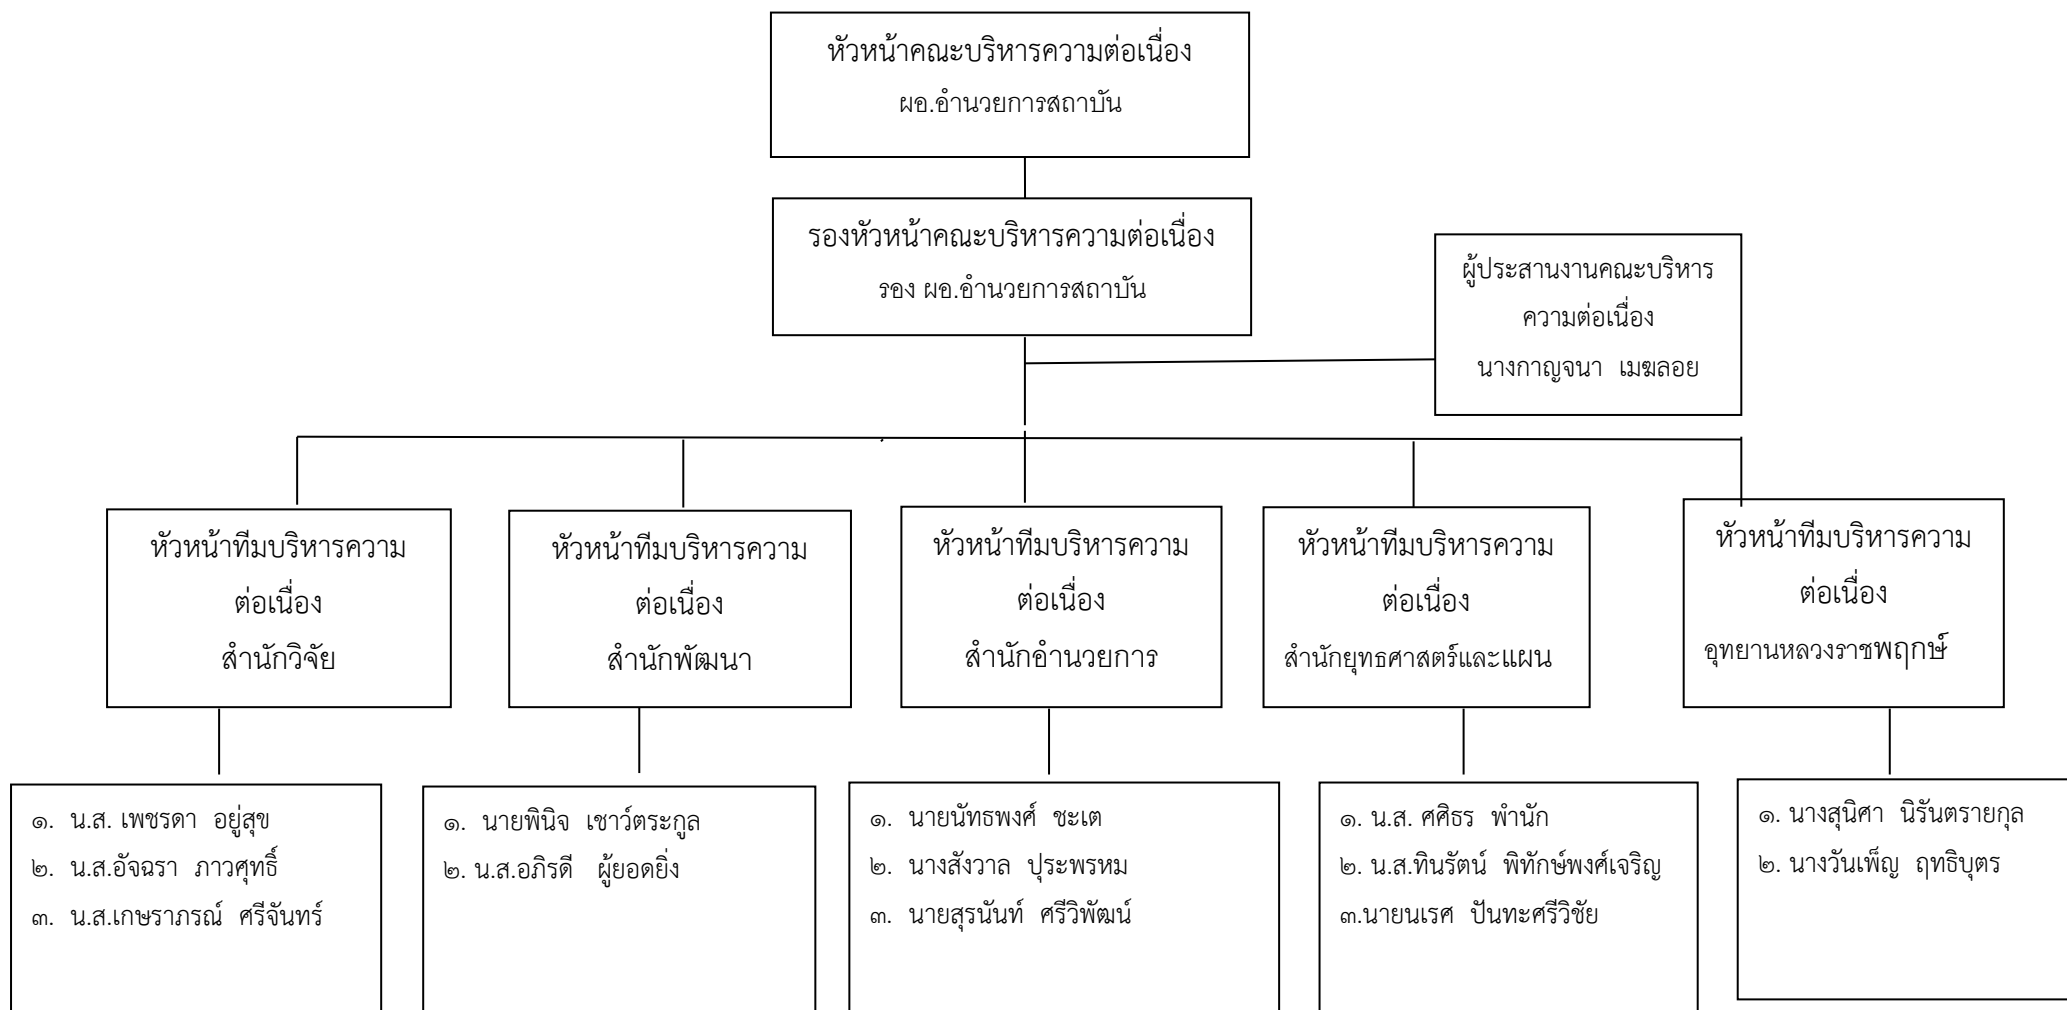 หัวหน้าคณะบริหารความต่อเนื่อง
ผอ.อำนวยการสถาบัน
รองหัวหน้าคณะบริหารความต่อเนื่อง
รอง ผอ.อำนวยการสถาบัน
ผู้ประสานงานคณะบริหาร
ความต่อเนื่อง
นางกาญจนา เมฆลอย
หัวหน้าทีมบริหารความ
ต่อเนื่อง
สำนักวิจัย
หัวหน้าทีมบริหารความ
ต่อเนื่อง
สำนักพัฒนา
หัวหน้าทีมบริหารความ
ต่อเนื่อง
สำนักอำนวยการ
หัวหน้าทีมบริหารความ
ต่อเนื่อง
สำนักยุทธศาสตร์และแผน
หัวหน้าทีมบริหารความ
ต่อเนื่อง
อุทยานหลวงราชพฤกษ์
๑. น.ส. เพชรดา อยู่สุข
๒. น.ส.อัจฉรา ภาวศุทธิ์
๓. น.ส.เกษราภรณ์ ศรีจันทร์
๑. นายพินิจ เชาว์ตระกูล
๒. น.ส.อภิรดี ผู้ยอดยิ่ง
๑. นายนัทธพงศ์ ชะเต
๒. นางสังวาล ปุระพรหม
๓. นายสุรนันท์ ศรีวิพัฒน์
๑. น.ส. ศศิธร พำนัก
๒. น.ส.ทินรัตน์ พิทักษ์พงศ์เจริญ
๓.นายนเรศ ปันทะศรีวิชัย
๑. นางสุนิศา นิรันตรายกุล
๒. นางวันเพ็ญ ฤทธิบุตร